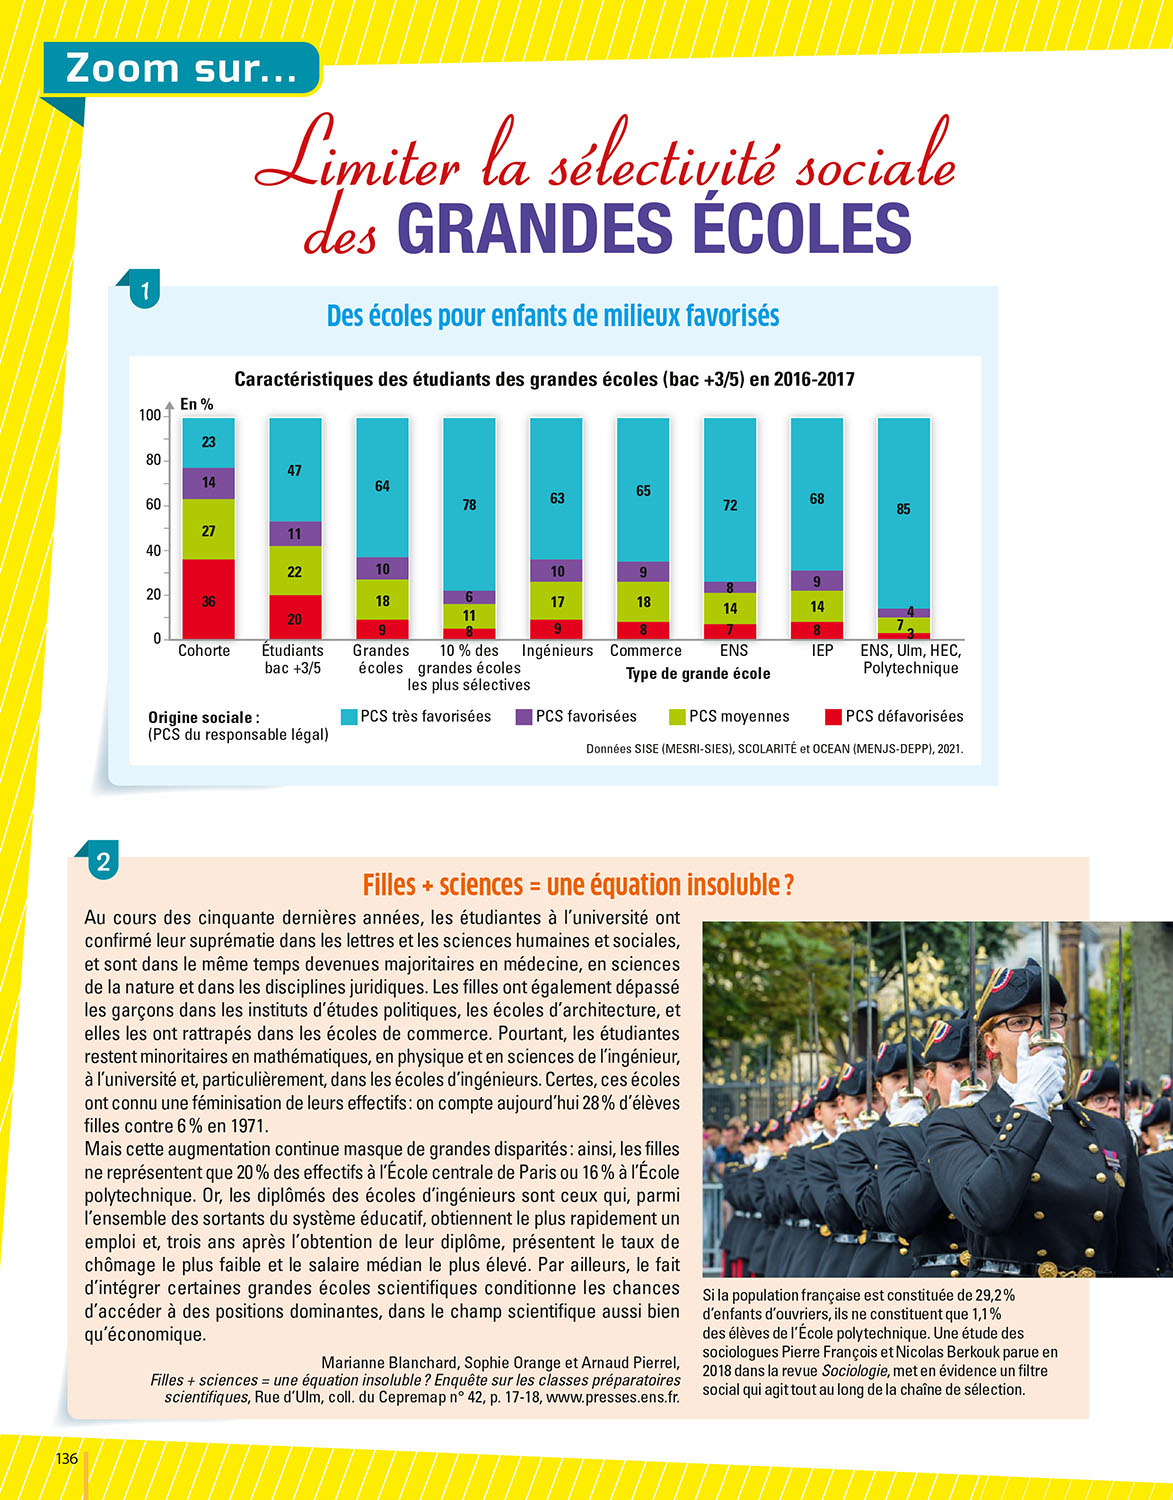 Zoom sur...
Limiter la sélectivité sociale
des GRANDES ÉCOLES
1
Des écoles pour enfants de milieux favorisés
Caractéristiques des étudiants des grandes écoles (bac +3/5) en 2016-2017
En %
100
80
60
40
20
0
23
14
27
36
47
11
22
20
64
10
18
9
78
6
11
8
63
10
17
9
65
9
18
8
72
8
14
7
68
9
14
8
85
4
7
3
Cohorte
Étudiants
bac +3/5
Grandes
écoles
10 % des
grandes écoles
les plus sélectives
Ingénieurs
Commerce
ENS
IEP
ENS, Ulm, HEC,
Polytechnique
Type de grande école
Origine sociale :
(PCS du responsable légal)
PCS très favorisées
PCS favorisées
PCS moyennes
PCS défavorisées
Données SISE (MESRI-SIES), SCOLARITÉ et OCEAN (MENJS-DEPP), 2021.
2
Filles + sciences = une équation insoluble ?
Au cours des cinquante dernières années, les étudiantes à l’université ont
confirmé leur suprématie dans les lettres et les sciences humaines et sociales,
et sont dans le même temps devenues majoritaires en médecine, en sciences
de la nature et dans les disciplines juridiques. Les filles ont également dépassé
les garçons dans les instituts d’études politiques, les écoles d’architecture, et
elles les ont rattrapés dans les écoles de commerce. Pourtant, les étudiantes
restent minoritaires en mathématiques, en physique et en sciences de l’ingénieur,
à l’université et, particulièrement, dans les écoles d’ingénieurs. Certes, ces écoles
ont connu une féminisation de leurs effectifs : on compte aujourd’hui 28 % d’élèves
filles contre 6 % en 1971.
Mais cette augmentation continue masque de grandes disparités : ainsi, les filles
ne représentent que 20 % des effectifs à l’École centrale de Paris ou 16 % à l’École
polytechnique. Or, les diplômés des écoles d’ingénieurs sont ceux qui, parmi
l’ensemble des sortants du système éducatif, obtiennent le plus rapidement un
emploi et, trois ans après l’obtention de leur diplôme, présentent le taux de
chômage le plus faible et le salaire médian le plus élevé. Par ailleurs, le fait
d’intégrer certaines grandes écoles scientifiques conditionne les chances
d’accéder à des positions dominantes, dans le champ scientifique aussi bien
qu’économique.
Marianne Blanchard, Sophie Orange et Arnaud Pierrel,
Filles + sciences = une équation insoluble ? Enquête sur les classes préparatoires
scientifiques, Rue d’Ulm, coll. du Cepremap n° 42, p. 17-18, www.presses.ens.fr.
Si la population française est constituée de 29,2 %
d’enfants d’ouvriers, ils ne constituent que 1,1 %
des élèves de l’École polytechnique. Une étude des
sociologues Pierre François et Nicolas Berkouk parue en
2018 dans la revue Sociologie, met en évidence un filtre
social qui agit tout au long de la chaîne de sélection.
136